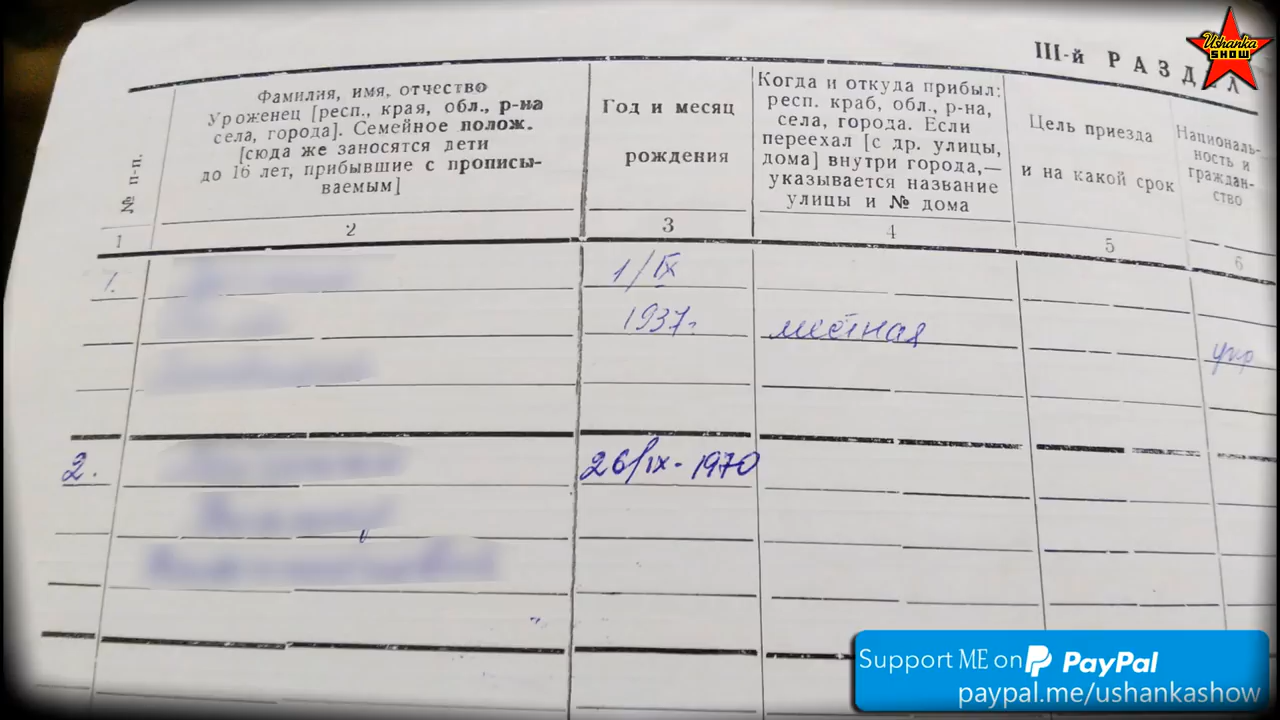 Ushanka
SHOW
III-й РАЗДЕЛ
№ п-п.
Фамилия, имя, отчество
Уроженец [респ., края, обл., р-на
села, города]. Семейное полож.
[сюда же заносятся дети
до 16 лет, прибывшие с прописы-
ваемым]
Год и месяц
рождения
Когда и откуда прибыл:
респ. краб, обл., р-на,
села, города. Если
переехал [с др. улицы,
дома] внутри города,—
указывается название
улицы и № дома
Цель приезда
и на какой срок
Националь-
ность и
граждан-
ство
1 2 3 4 5 6
1. 1/IX
1937г. местная укр
2. 26/IX-1970
Support ME on PayPal
paypal.me/ushankashow